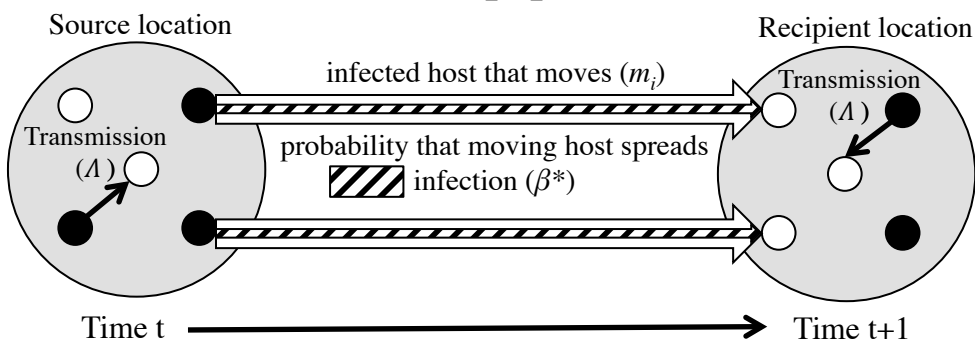 Source location
Recipient location
infected host that moves (m_i)
Transmission
(Λ)
Transmission
(Λ)
probability that moving host spreads
infection (β*)
Time t
Time t+1